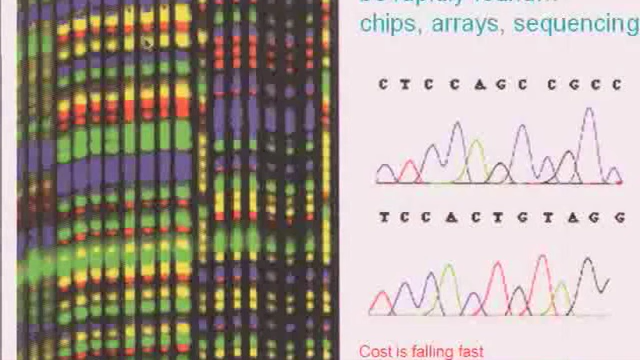 chips, arrays, sequencing
C T C C A G C C G C C
T C C A C T G T A G G
Cost is falling fast